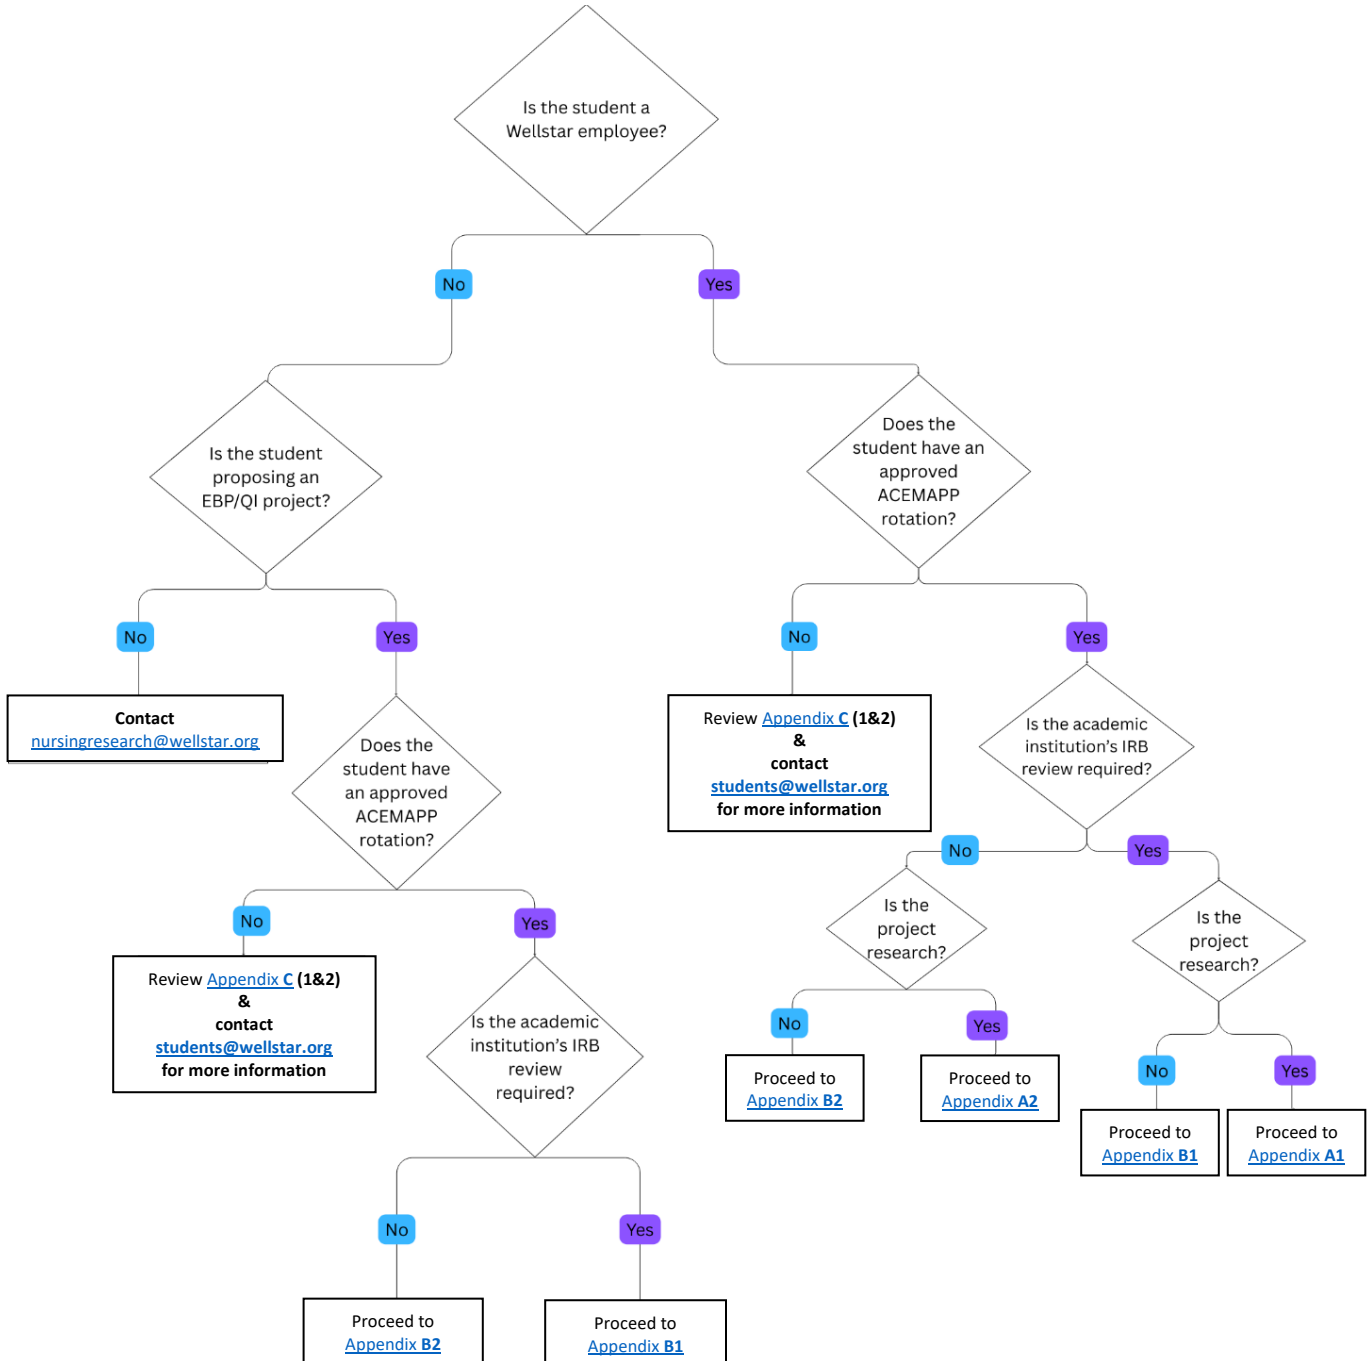 Is the student a
Wellstar employee?
No
Yes
Is the student
proposing an
EBP/QI project?
Does the
student have an
approved
ACEMAPP
rotation?
No
Yes
No
Yes
Contact
nursingresearch@wellstar.org
Does the
student have
an approved
ACEMAPP
rotation?
Review Appendix C (1&2)
&
contact
students@wellstar.org
for more information
Is the academic
institution's IRB
review required?
No
Yes
No
Yes
Is the
project
research?
Is the
project
research?
Review Appendix C (1&2)
&
contact
students@wellstar.org
for more information
Is the academic
institution's IRB
review
required?
No
Yes
No
Yes
Proceed to
Appendix B2
Proceed to
Appendix A2
Proceed to
Appendix B1
Proceed to
Appendix A1
No
Yes
Proceed to
Appendix B2
Proceed to
Appendix B1